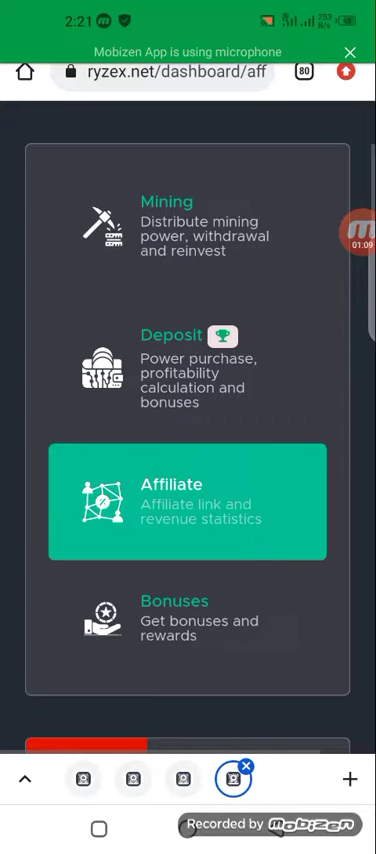 2:21
253
B/s
Mobizen App is using microphone
ryzex.net/dashboard/aff
80
Mining
Distribute mining
power, withdrawal
and reinvest
01:09
Deposit
Power purchase,
profitability
calculation and
bonuses
Affiliate
Affiliate link and
revenue statistics
Bonuses
Get bonuses and
rewards
Recorded by mobizen